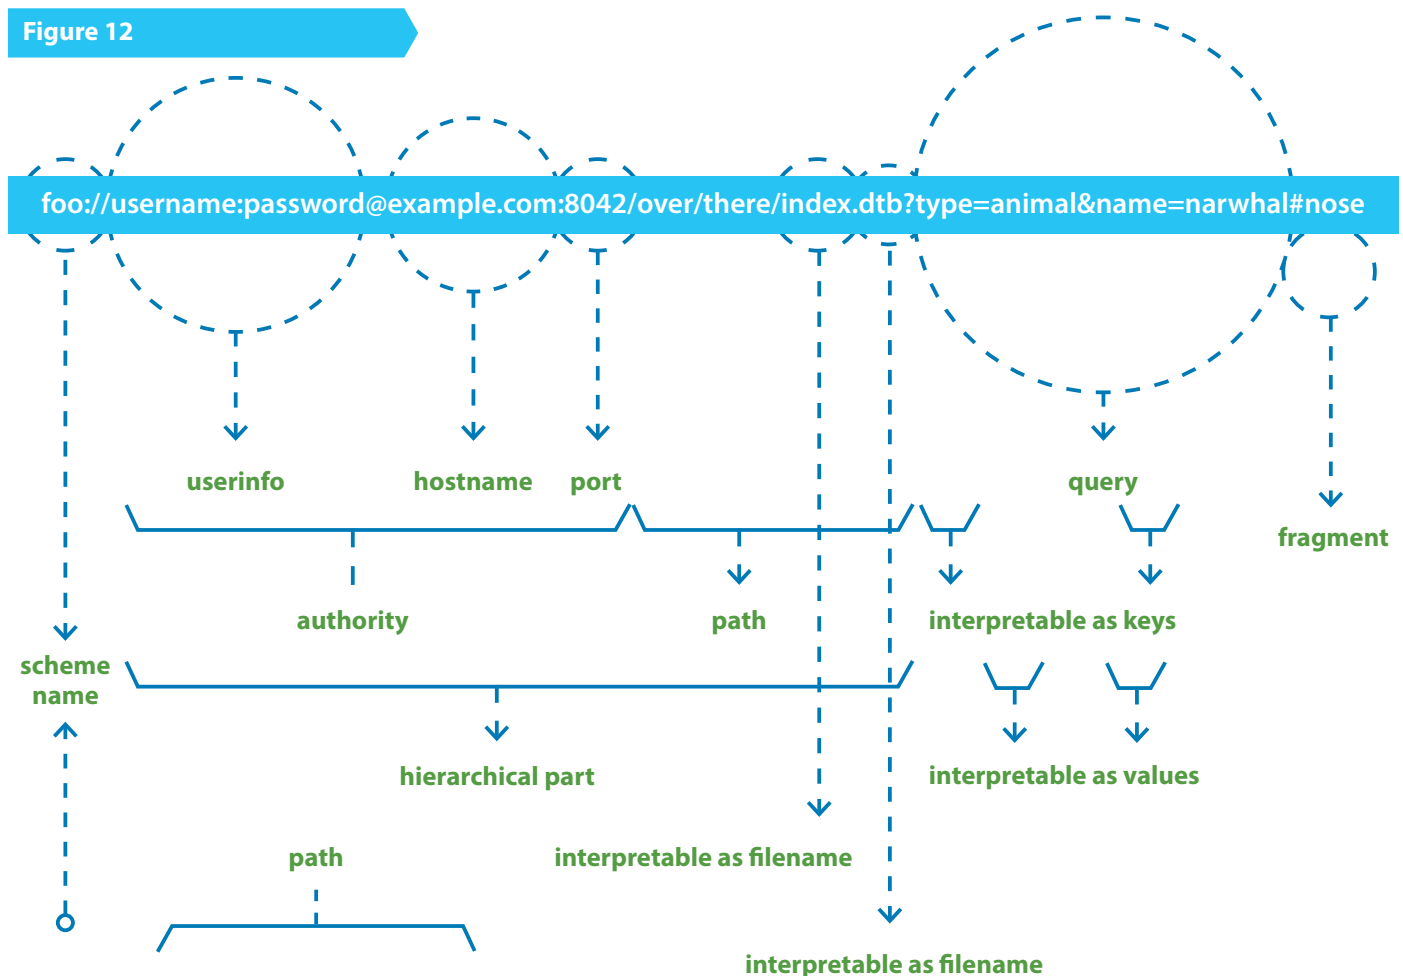 Figure 12
foo://username:password@example.com:8042/over/there/index.dtb?type=animal&name=narwhal#nose
userinfo
hostname
port
query
fragment
authority
path
interpretable as keys
scheme
name
hierarchical part
interpretable as values
path
interpretable as filename
interpretable as filename